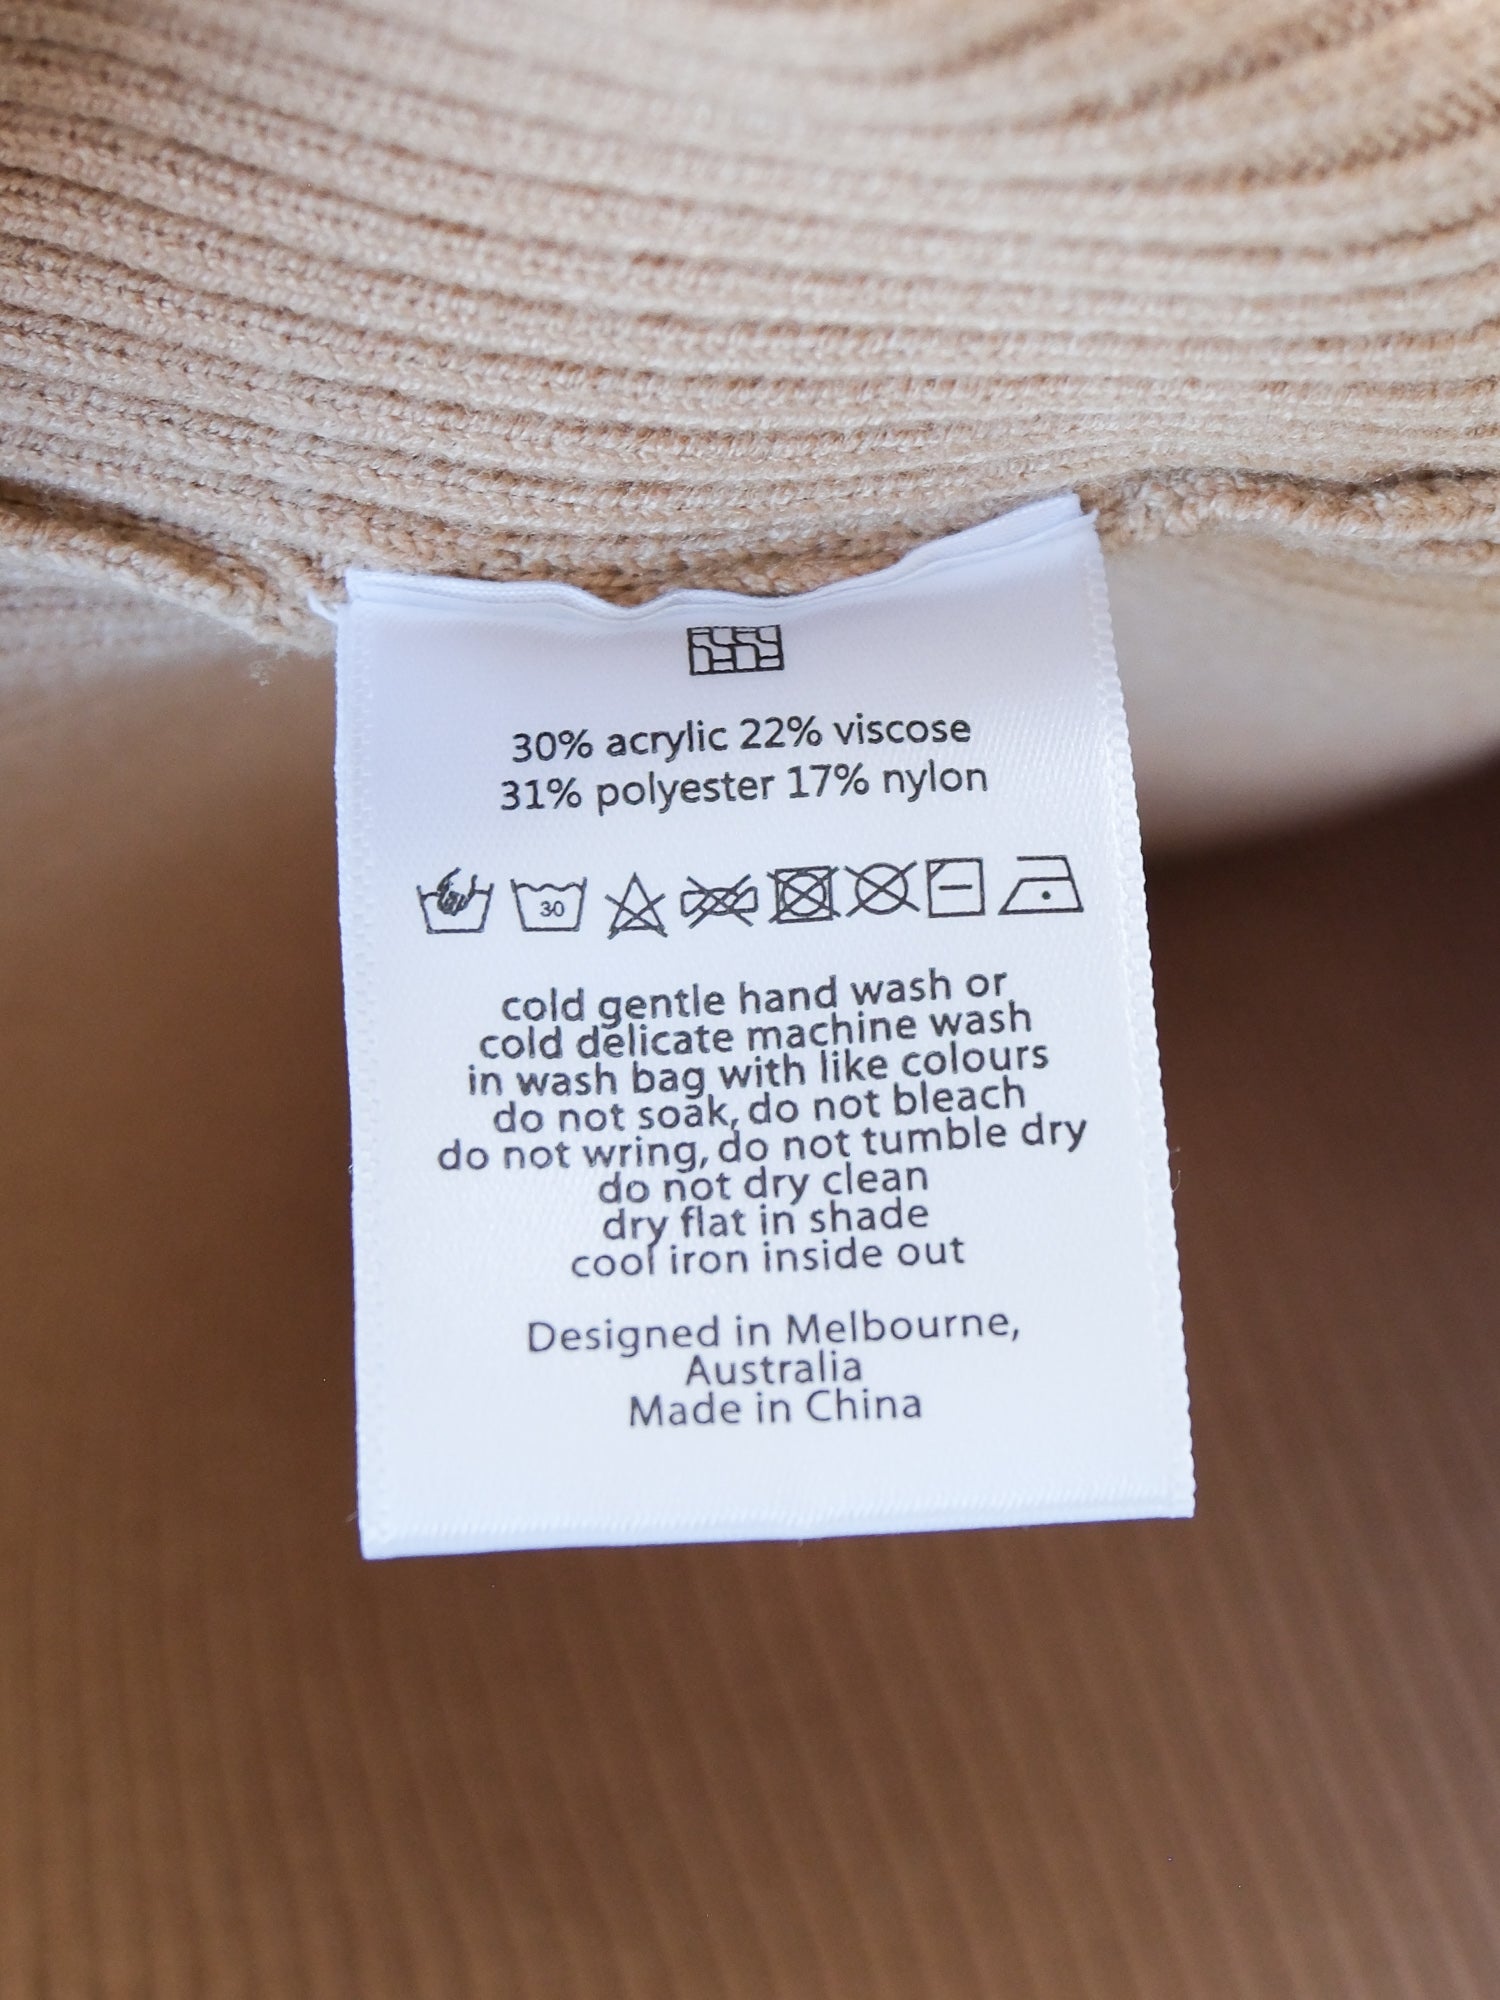 30% acrylic 22% viscose
31% polyester 17% nylon
30
cold gentle hand wash or
cold delicate machine wash
in wash bag with like colours
do not soak, do not bleach
do not wring, do not tumble dry
do not dry clean
dry flat in shade
cool iron inside out
Designed in Melbourne,
Australia
Made in China